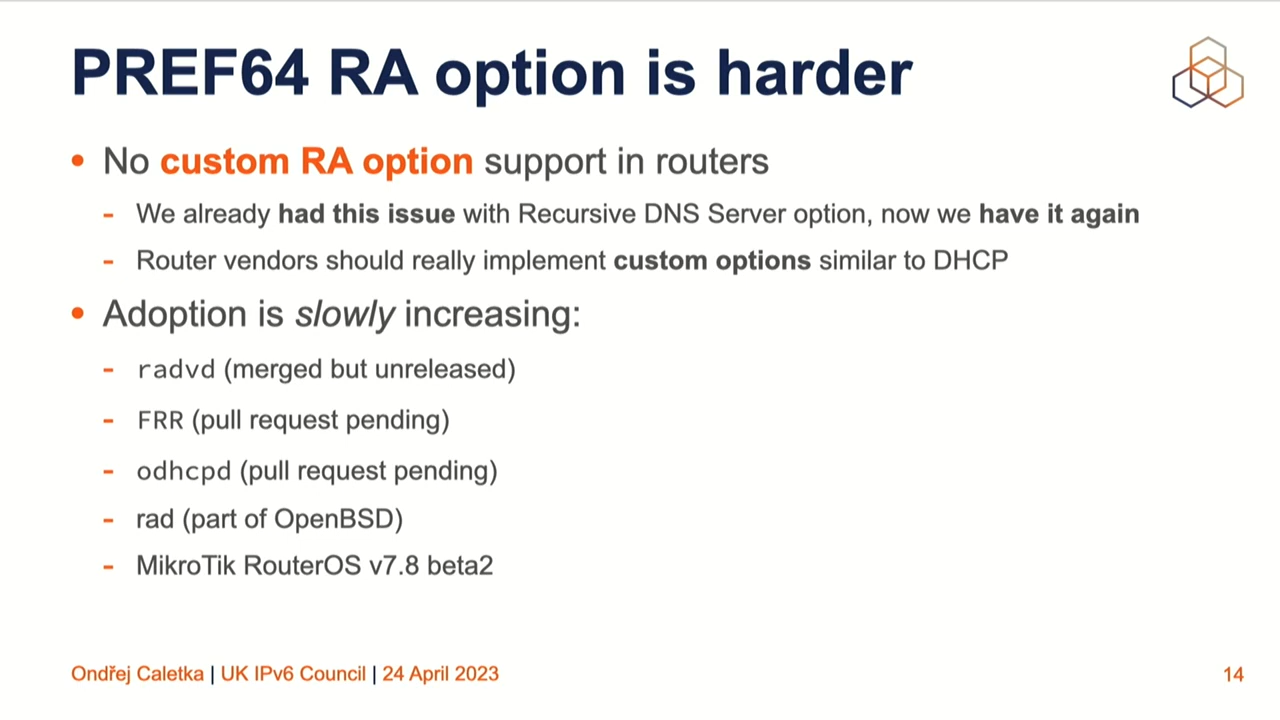 PREF64 RA option is harder
• No custom RA option support in routers
- We already had this issue with Recursive DNS Server option, now we have it again
- Router vendors should really implement custom options similar to DHCP
• Adoption is slowly increasing:
- radvd (merged but unreleased)
- FRR (pull request pending)
- odhcpd (pull request pending)
- rad (part of OpenBSD)
- MikroTik RouterOS v7.8 beta2
Ondřej Caletka | UK IPv6 Council | 24 April 2023
14